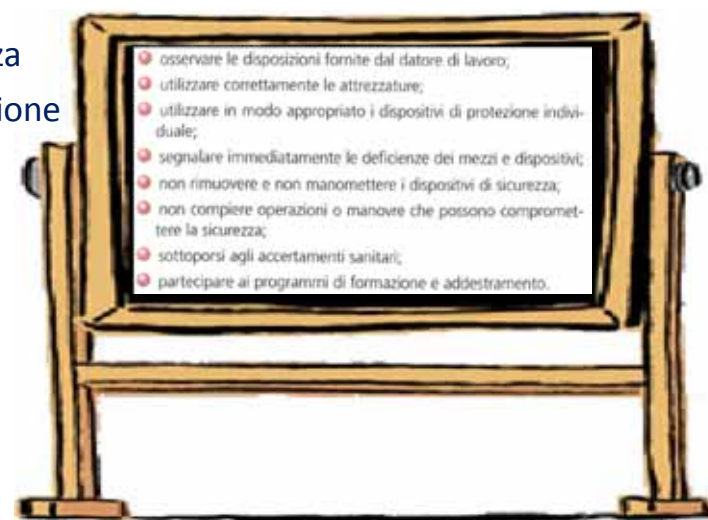 za
ione
osservare le disposizioni fornite dal datore di lavoro;
utilizzare correttamente le attrezzature;
utilizzare in modo appropriato i dispositivi di protezione indivi-
duale;
segnalare immediatamente le deficienze dei mezzi e dispositivi;
non rimuovere e non manomettere i dispositivi di sicurezza;
non compiere operazioni o manovre che possono compromet-
tere la sicurezza;
sottoporsi agli accertamenti sanitari;
partecipare ai programmi di formazione e addestramento.